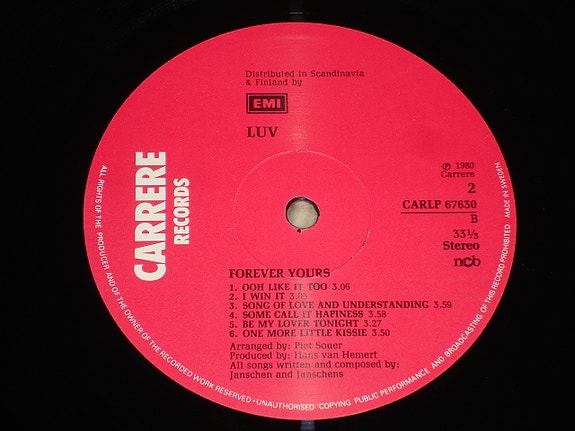 Distributed in Scandinavia
& Finland by
EMI
LUV
CARRERE
RECORDS
℗ 1980
Carrere
2
CARLP 67630
B
33⅓
Stereo
ncb
FOREVER YOURS
1. OOH LIKE IT TOO 3.06
2. I WIN IT 3.03
3. SONG OF LOVE AND UNDERSTANDING 3.59
4. SOME CALL IT HAPINESS 3.58
5. BE MY LOVER TONIGHT 3.27
6. ONE MORE LITTLE KISSIE 3.50
Arranged by: Piet Souer
Produced by: Hans van Hemert
All songs written and composed by:
Janschen and Janschens
ALL RIGHTS OF THE PRODUCER AND OF THE OWNER OF THE RECORDED WORK RESERVED • UNAUTHORISED COPYING PUBLIC PERFORMANCE AND BROADCASTING OF THIS RECORD PROHIBITED MADE IN SWEDEN